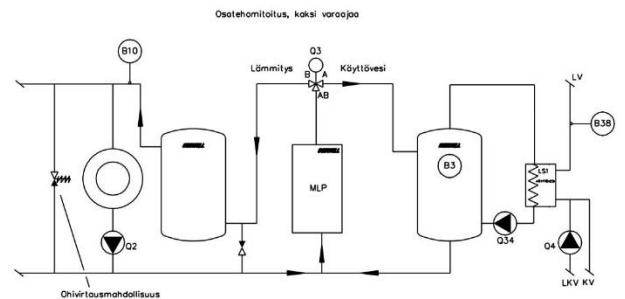 Osatehomitoitus, kaksi varaajaa
Q3
B10
Lämmitys
B
A
Käyttövesi
AB
LV
B38
B3
LS1
MLP
Q2
Q34
Q4
LKV
KV
Ohivirtausmahdollisuus